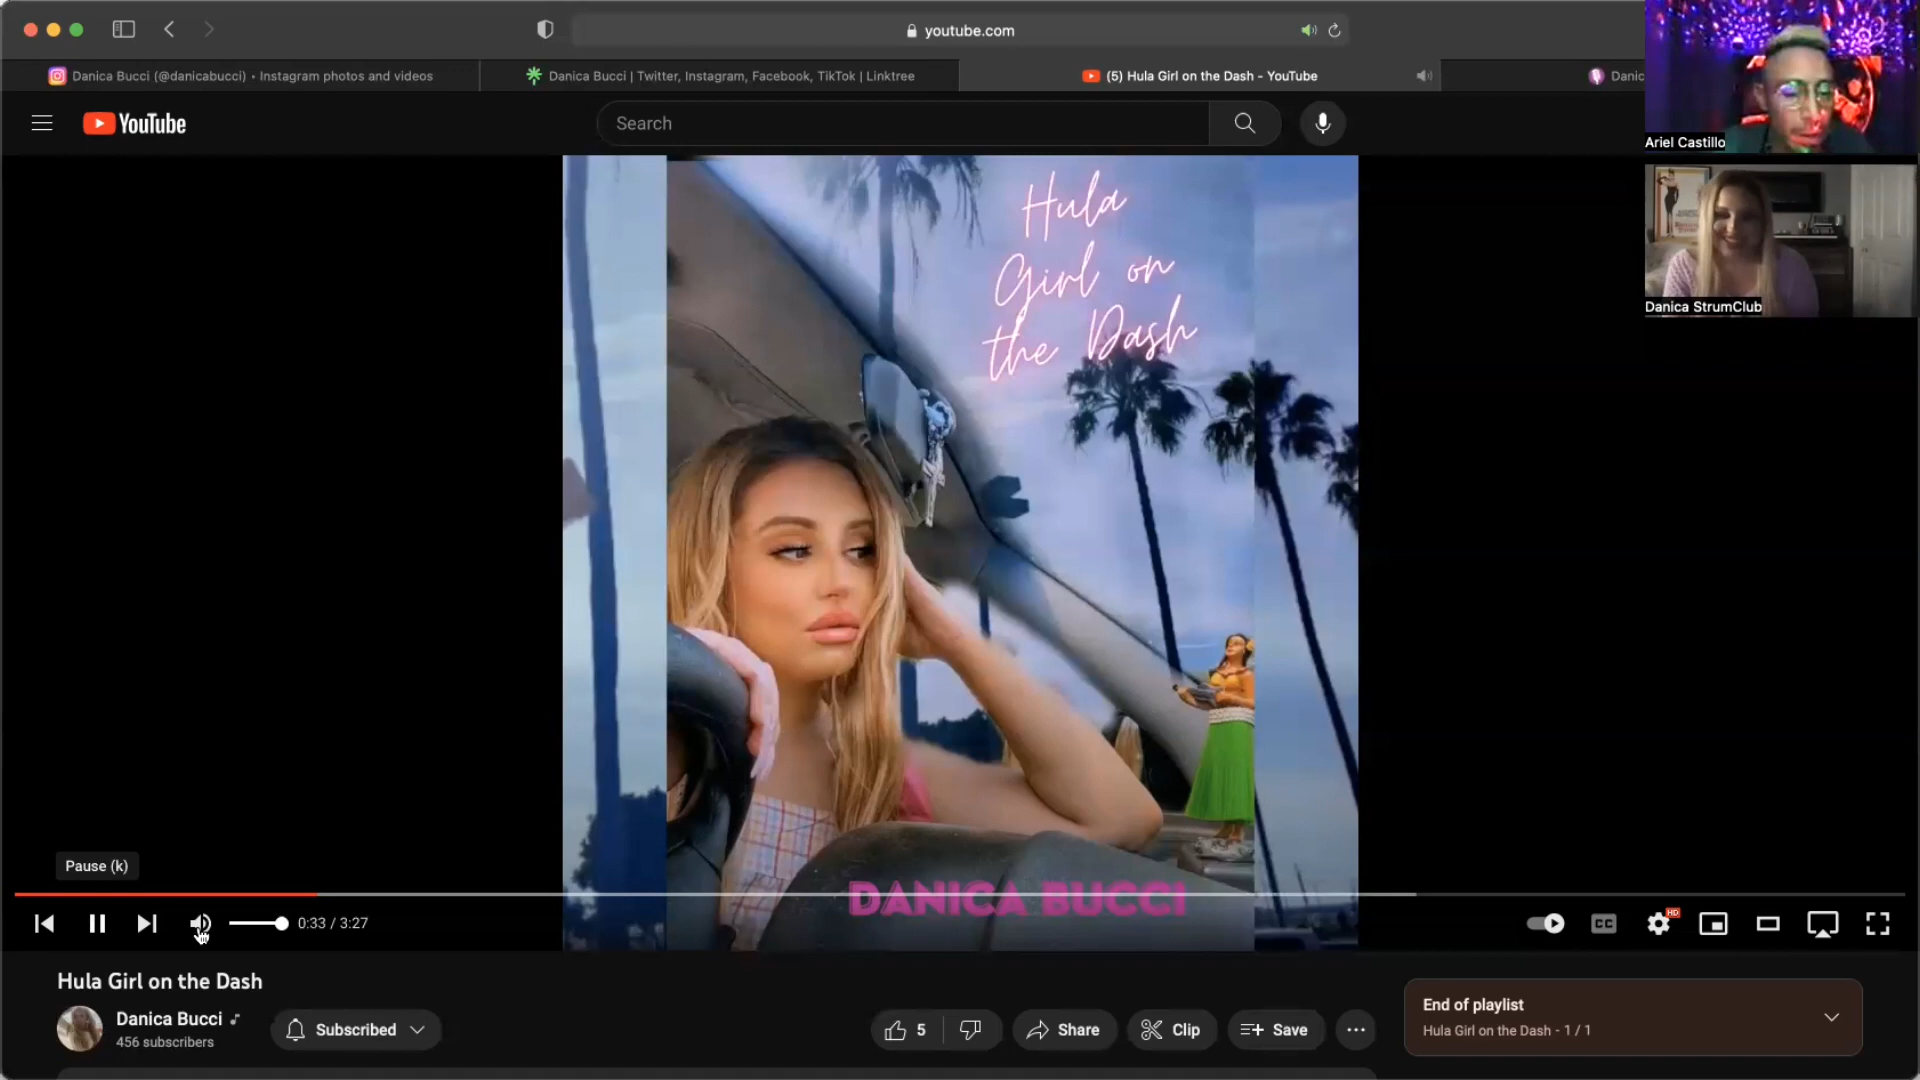 youtube.com
Danica Bucci (@danicabucci) • Instagram photos and videos
Danica Bucci | Twitter, Instagram, Facebook, TikTok | Linktree
(5) Hula Girl on the Dash - YouTube
Danic
YouTube
Search
Ariel Castillo
Danica StrumClub
Hula
Girl on
the Dash
DANICA BUCCI
Pause (k)
0:33 / 3:27
CC
HD
Hula Girl on the Dash
Danica Bucci
456 subscribers
Subscribed
5
Share
Clip
Save
End of playlist
Hula Girl on the Dash - 1 / 1